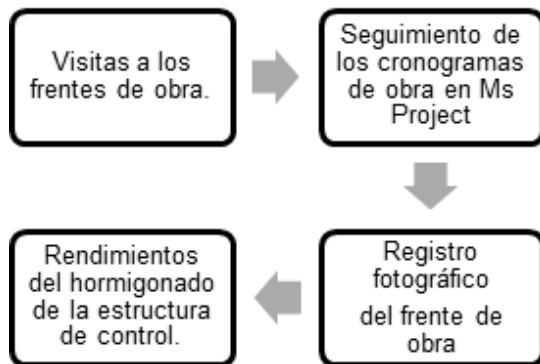 Visitas a los
frentes de obra.
Seguimiento de
los cronogramas
de obra en Ms
Project
Registro
fotográfico
del frente de
obra
Rendimientos
del hormigonado
de la estructura
de control.